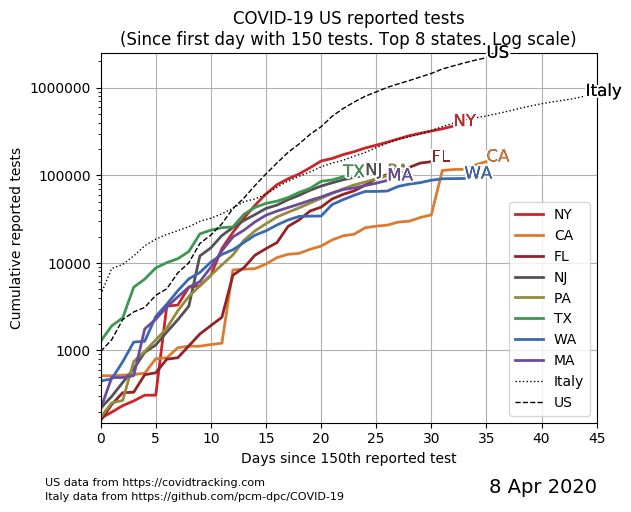 COVID-19 US reported tests
(Since first day with 150 tests. Top 8 states. Log scale)
US
Italy
NY
CA
FL
TX
NJ
PA
MA
WA
1000000
100000
10000
1000
Cumulative reported tests
NY
CA
FL
NJ
PA
TX
WA
MA
Italy
US
0 5 10 15 20 25 30 35 40 45
Days since 150th reported test
US data from https://covidtracking.com
Italy data from https://github.com/pcm-dpc/COVID-19
8 Apr 2020